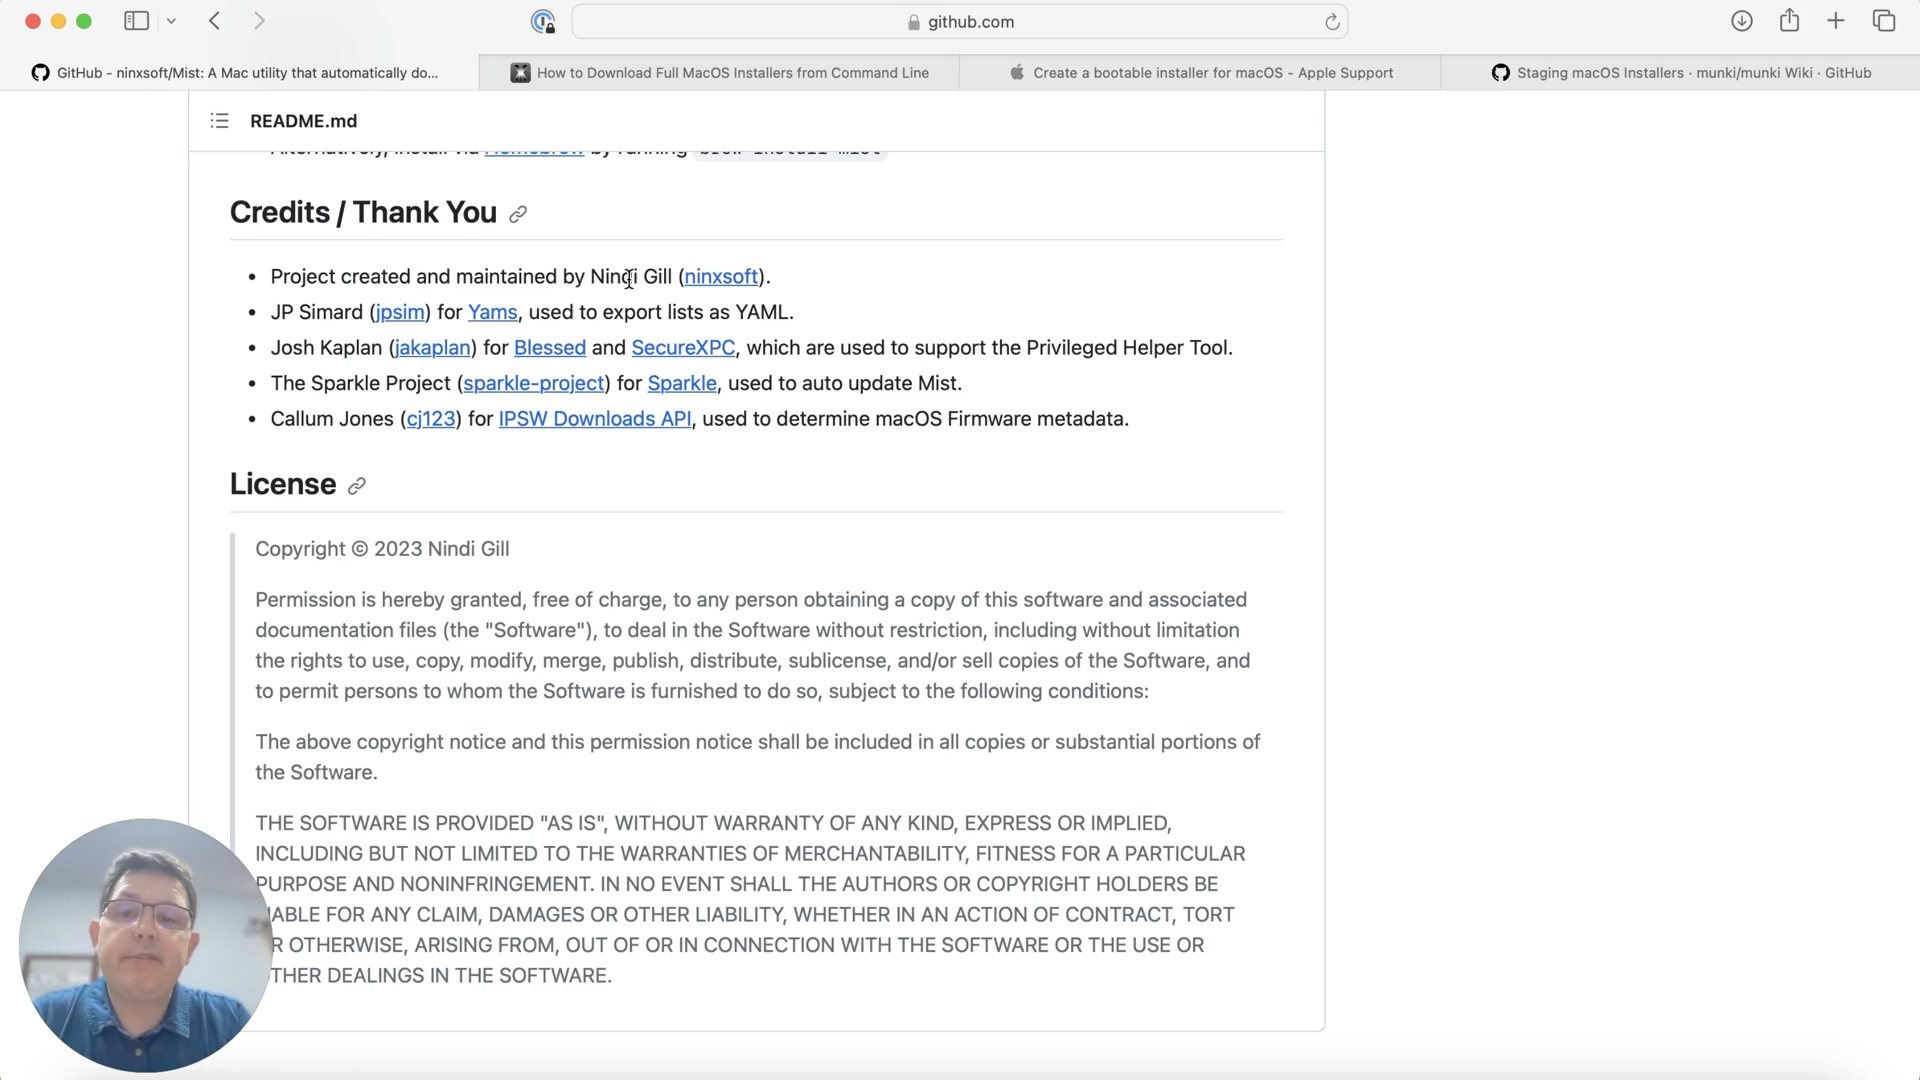 github.com
GitHub - ninxsoft/Mist: A Mac utility that automatically do...
How to Download Full MacOS Installers from Command Line
Create a bootable installer for macOS - Apple Support
Staging macOS Installers · munki/munki Wiki · GitHub
README.md
Alternatively, install via Homebrew by running brew install mist
Credits / Thank You
• Project created and maintained by Nindi Gill (ninxsoft).
• JP Simard (jpsim) for Yams, used to export lists as YAML.
• Josh Kaplan (jakaplan) for Blessed and SecureXPC, which are used to support the Privileged Helper Tool.
• The Sparkle Project (sparkle-project) for Sparkle, used to auto update Mist.
• Callum Jones (cj123) for IPSW Downloads API, used to determine macOS Firmware metadata.
License
Copyright © 2023 Nindi Gill
Permission is hereby granted, free of charge, to any person obtaining a copy of this software and associated
documentation files (the "Software"), to deal in the Software without restriction, including without limitation
the rights to use, copy, modify, merge, publish, distribute, sublicense, and/or sell copies of the Software, and
to permit persons to whom the Software is furnished to do so, subject to the following conditions:
The above copyright notice and this permission notice shall be included in all copies or substantial portions of
the Software.
THE SOFTWARE IS PROVIDED "AS IS", WITHOUT WARRANTY OF ANY KIND, EXPRESS OR IMPLIED,
INCLUDING BUT NOT LIMITED TO THE WARRANTIES OF MERCHANTABILITY, FITNESS FOR A PARTICULAR
PURPOSE AND NONINFRINGEMENT. IN NO EVENT SHALL THE AUTHORS OR COPYRIGHT HOLDERS BE
IABLE FOR ANY CLAIM, DAMAGES OR OTHER LIABILITY, WHETHER IN AN ACTION OF CONTRACT, TORT
R OTHERWISE, ARISING FROM, OUT OF OR IN CONNECTION WITH THE SOFTWARE OR THE USE OR
THER DEALINGS IN THE SOFTWARE.